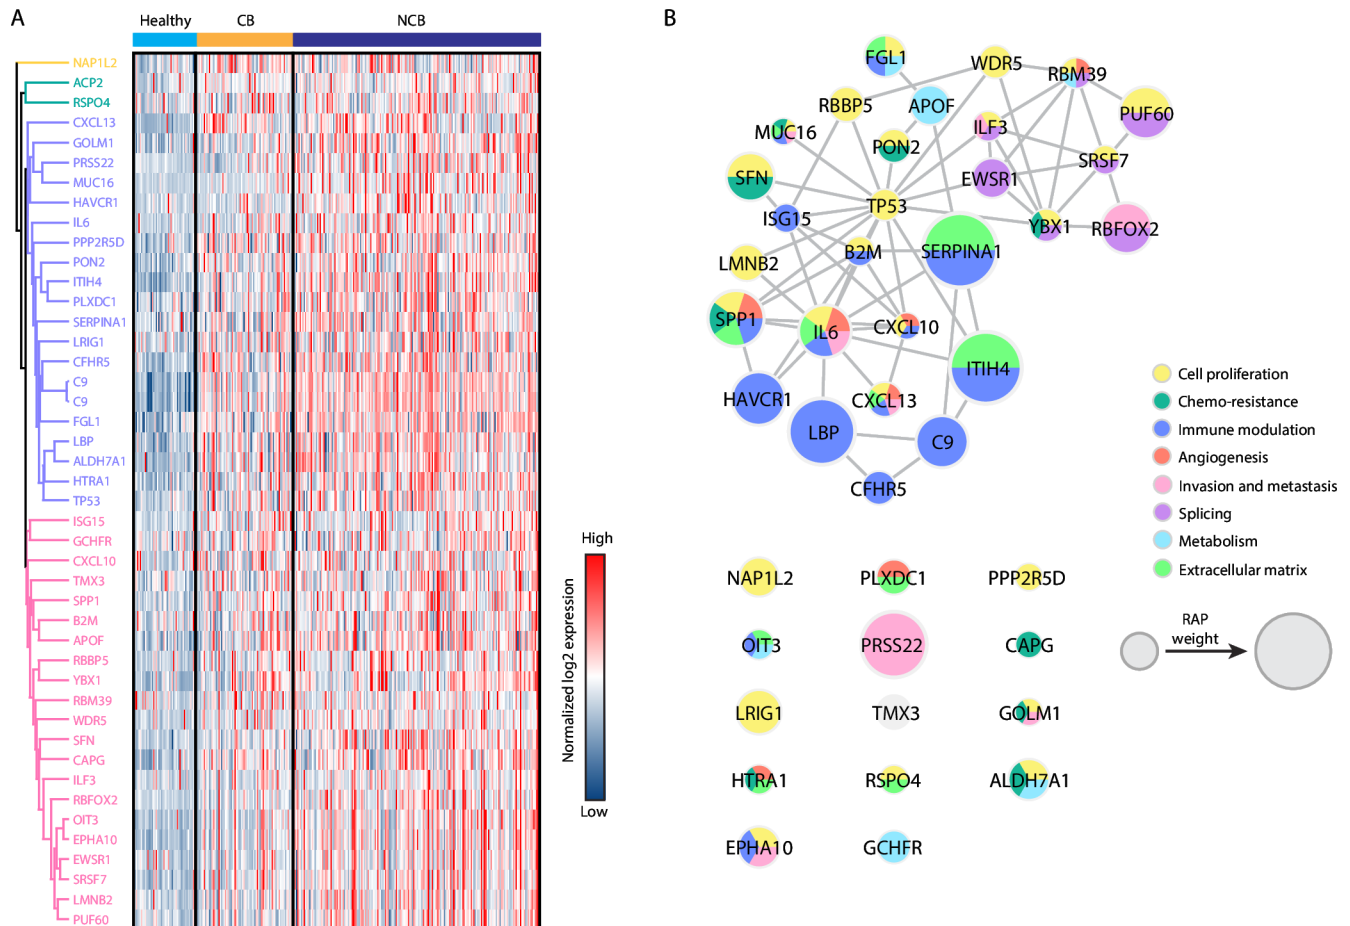 A
Healthy
CB
NCB
NAP1L2
ACP2
RSPO4
CXCL13
GOLM1
PRSS22
MUC16
HAVCR1
IL6
PPP2R5D
PON2
ITIH4
PLXDC1
SERPINA1
LRIG1
CFHR5
C9
C9
FGL1
LBP
ALDH7A1
HTRA1
TP53
ISG15
GCHFR
CXCL10
TMX3
SPP1
B2M
APOF
RBBP5
YBX1
RBM39
WDR5
SFN
CAPG
ILF3
RBFOX2
OIT3
EPHA10
EWSR1
SRSF7
LMNB2
PUF60
High
Normalized log2 expression
Low
B
FGL1
WDR5
RBM39
RBBP5
APOF
PUF60
MUC16
ILF3
PON2
SRSF7
SFN
EWSR1
TP53
ISG15
YBX1
RBFOX2
B2M
SERPINA1
LMNB2
SPP1
IL6
CXCL10
ITIH4
HAVCR1
CXCL13
LBP
C9
CFHR5
Cell proliferation
Chemo-resistance
Immune modulation
Angiogenesis
Invasion and metastasis
Splicing
Metabolism
Extracellular matrix
NAP1L2
PLXDC1
PPP2R5D
OIT3
PRSS22
CAPG
LRIG1
TMX3
GOLM1
HTRA1
RSPO4
ALDH7A1
EPHA10
GCHFR
RAP
weight